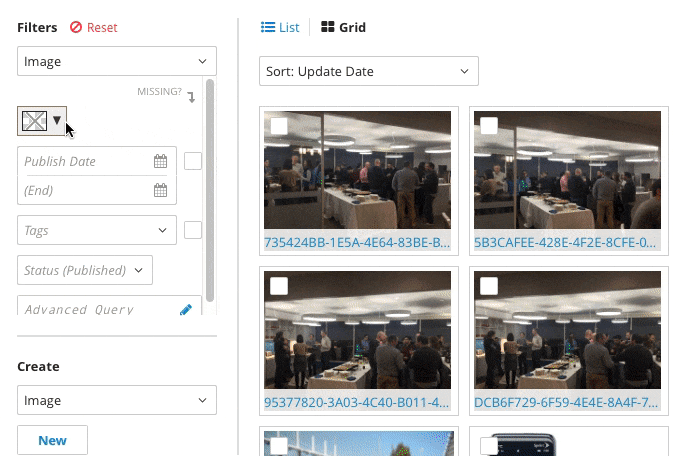 Filters Reset
Image
MISSING?
Publish Date
(End)
Tags
Status (Published)
Advanced Query
Create
Image
New
List Grid
Sort: Update Date
735424BB-1E5A-4E64-83BE-B...
5B3CAFEE-428E-4F2E-8CFE-0...
95377820-3A03-4C40-B011-4...
DCB6F729-6F59-4E4E-8A4F-7...